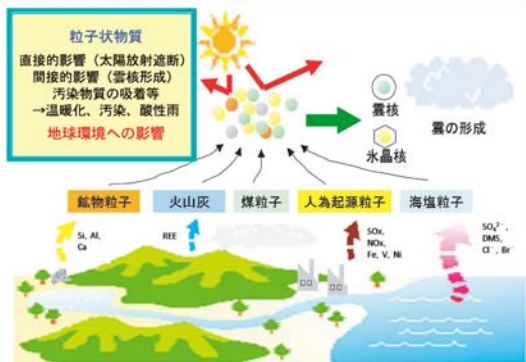 粒子状物質
直接的影響（太陽放射遮断）
間接的影響（雲核形成）
汚染物質の吸着等
→温暖化、汚染、酸性雨
地球環境への影響
雲核
氷晶核
雲の形成
鉱物粒子
火山灰
煤粒子
人為起源粒子
海塩粒子
Si, Al,
Ca
REE
SOx,
NOx,
Fe, V, Ni
SO₄²⁻,
DMS,
Cl⁻, Br⁻